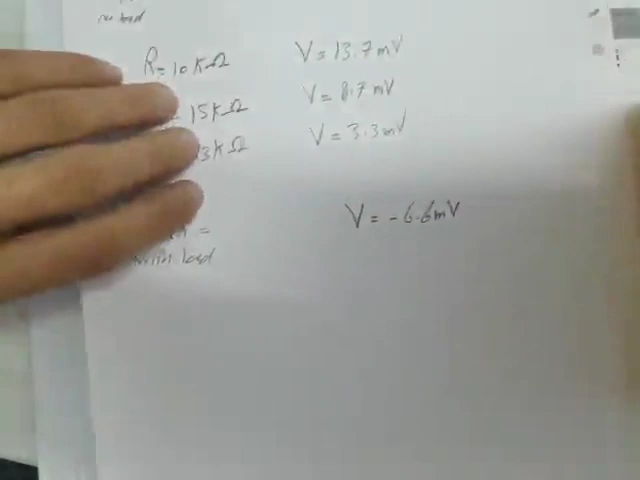 no load
R = 10 KΩ V = 13.7 mV
= 15 KΩ V = 8.7 mV
3 K Ω V = 3.3 mV
= V = - 6.6 mV
load